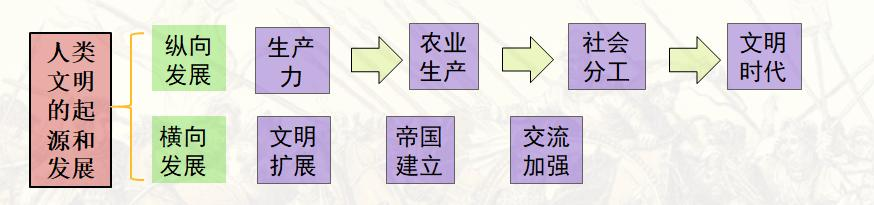 人类
文明
的起
源和
发展
纵向
发展
生产
力
农业
生产
社会
分工
文明
时代
横向
发展
文明
扩展
帝国
建立
交流
加强